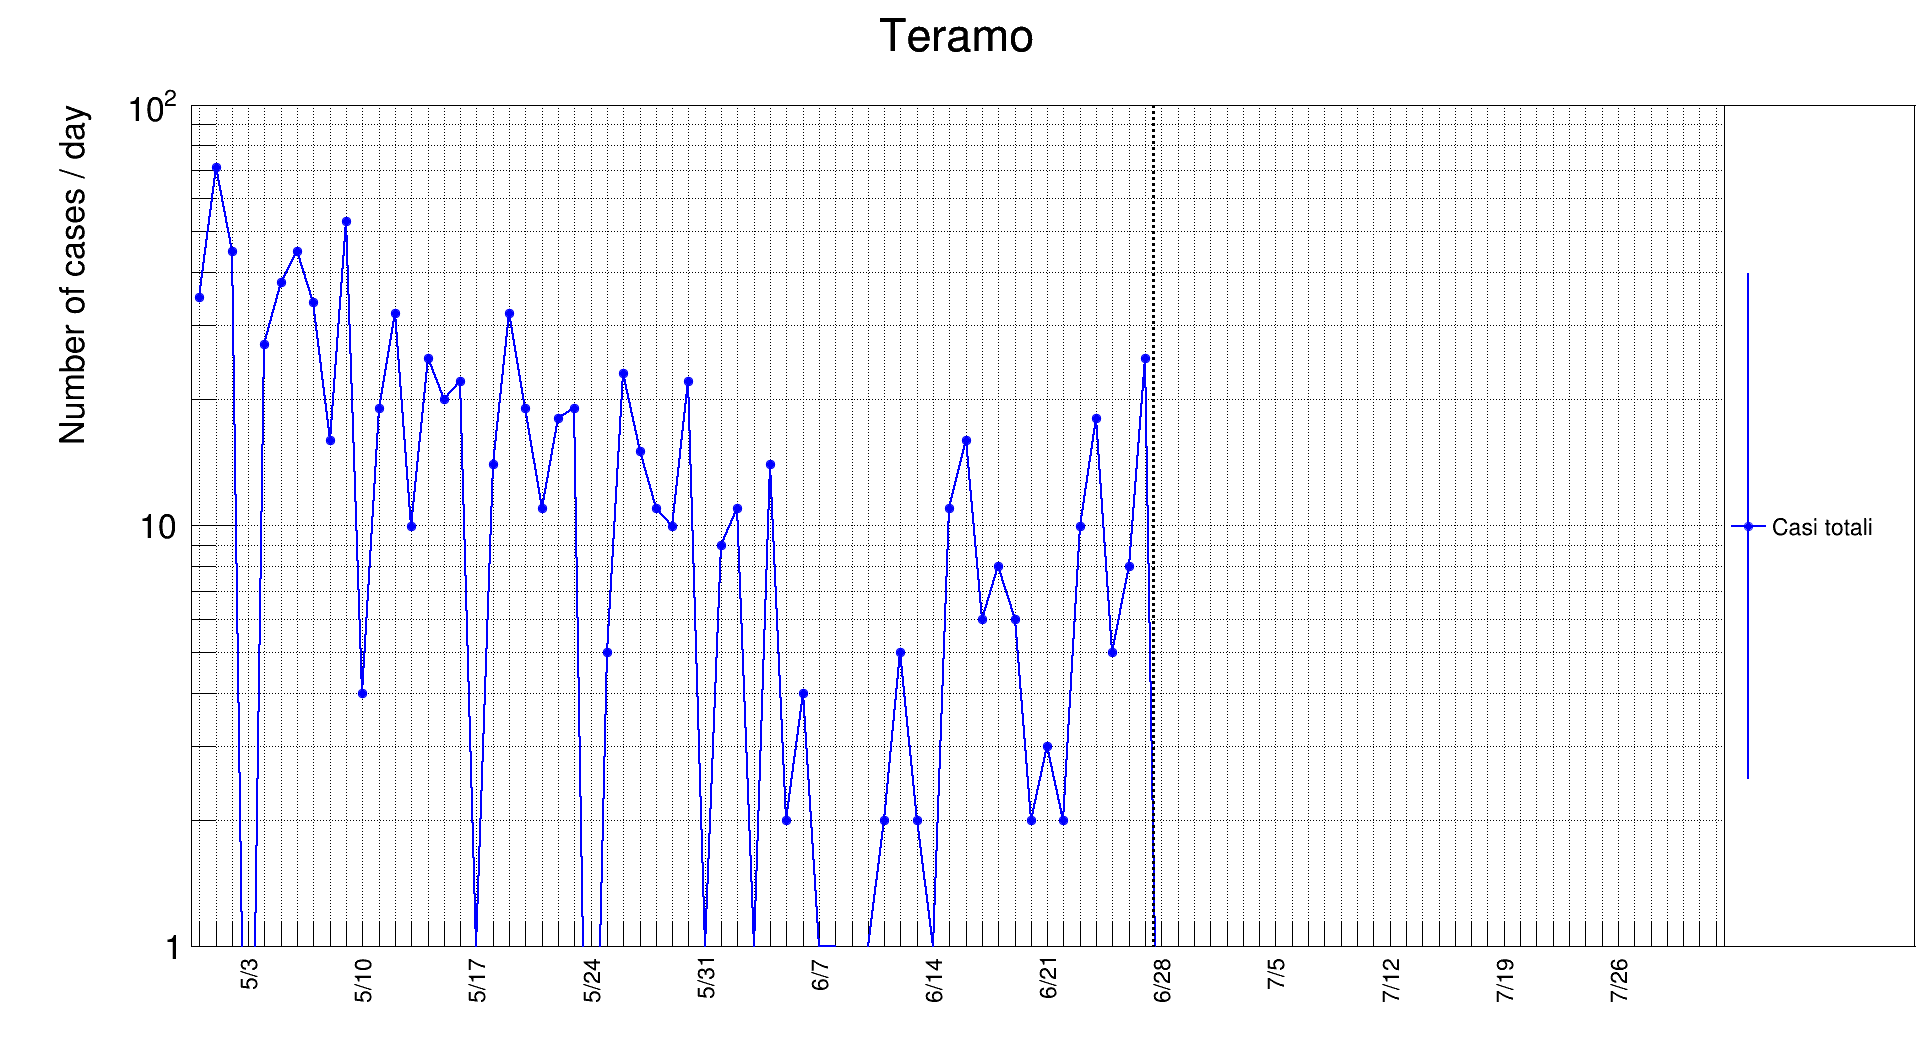 Teramo
Number of cases / day
10²
10
1
5/3 5/10 5/17 5/24 5/31 6/7 6/14 6/21 6/28 7/5 7/12 7/19 7/26
Casi totali